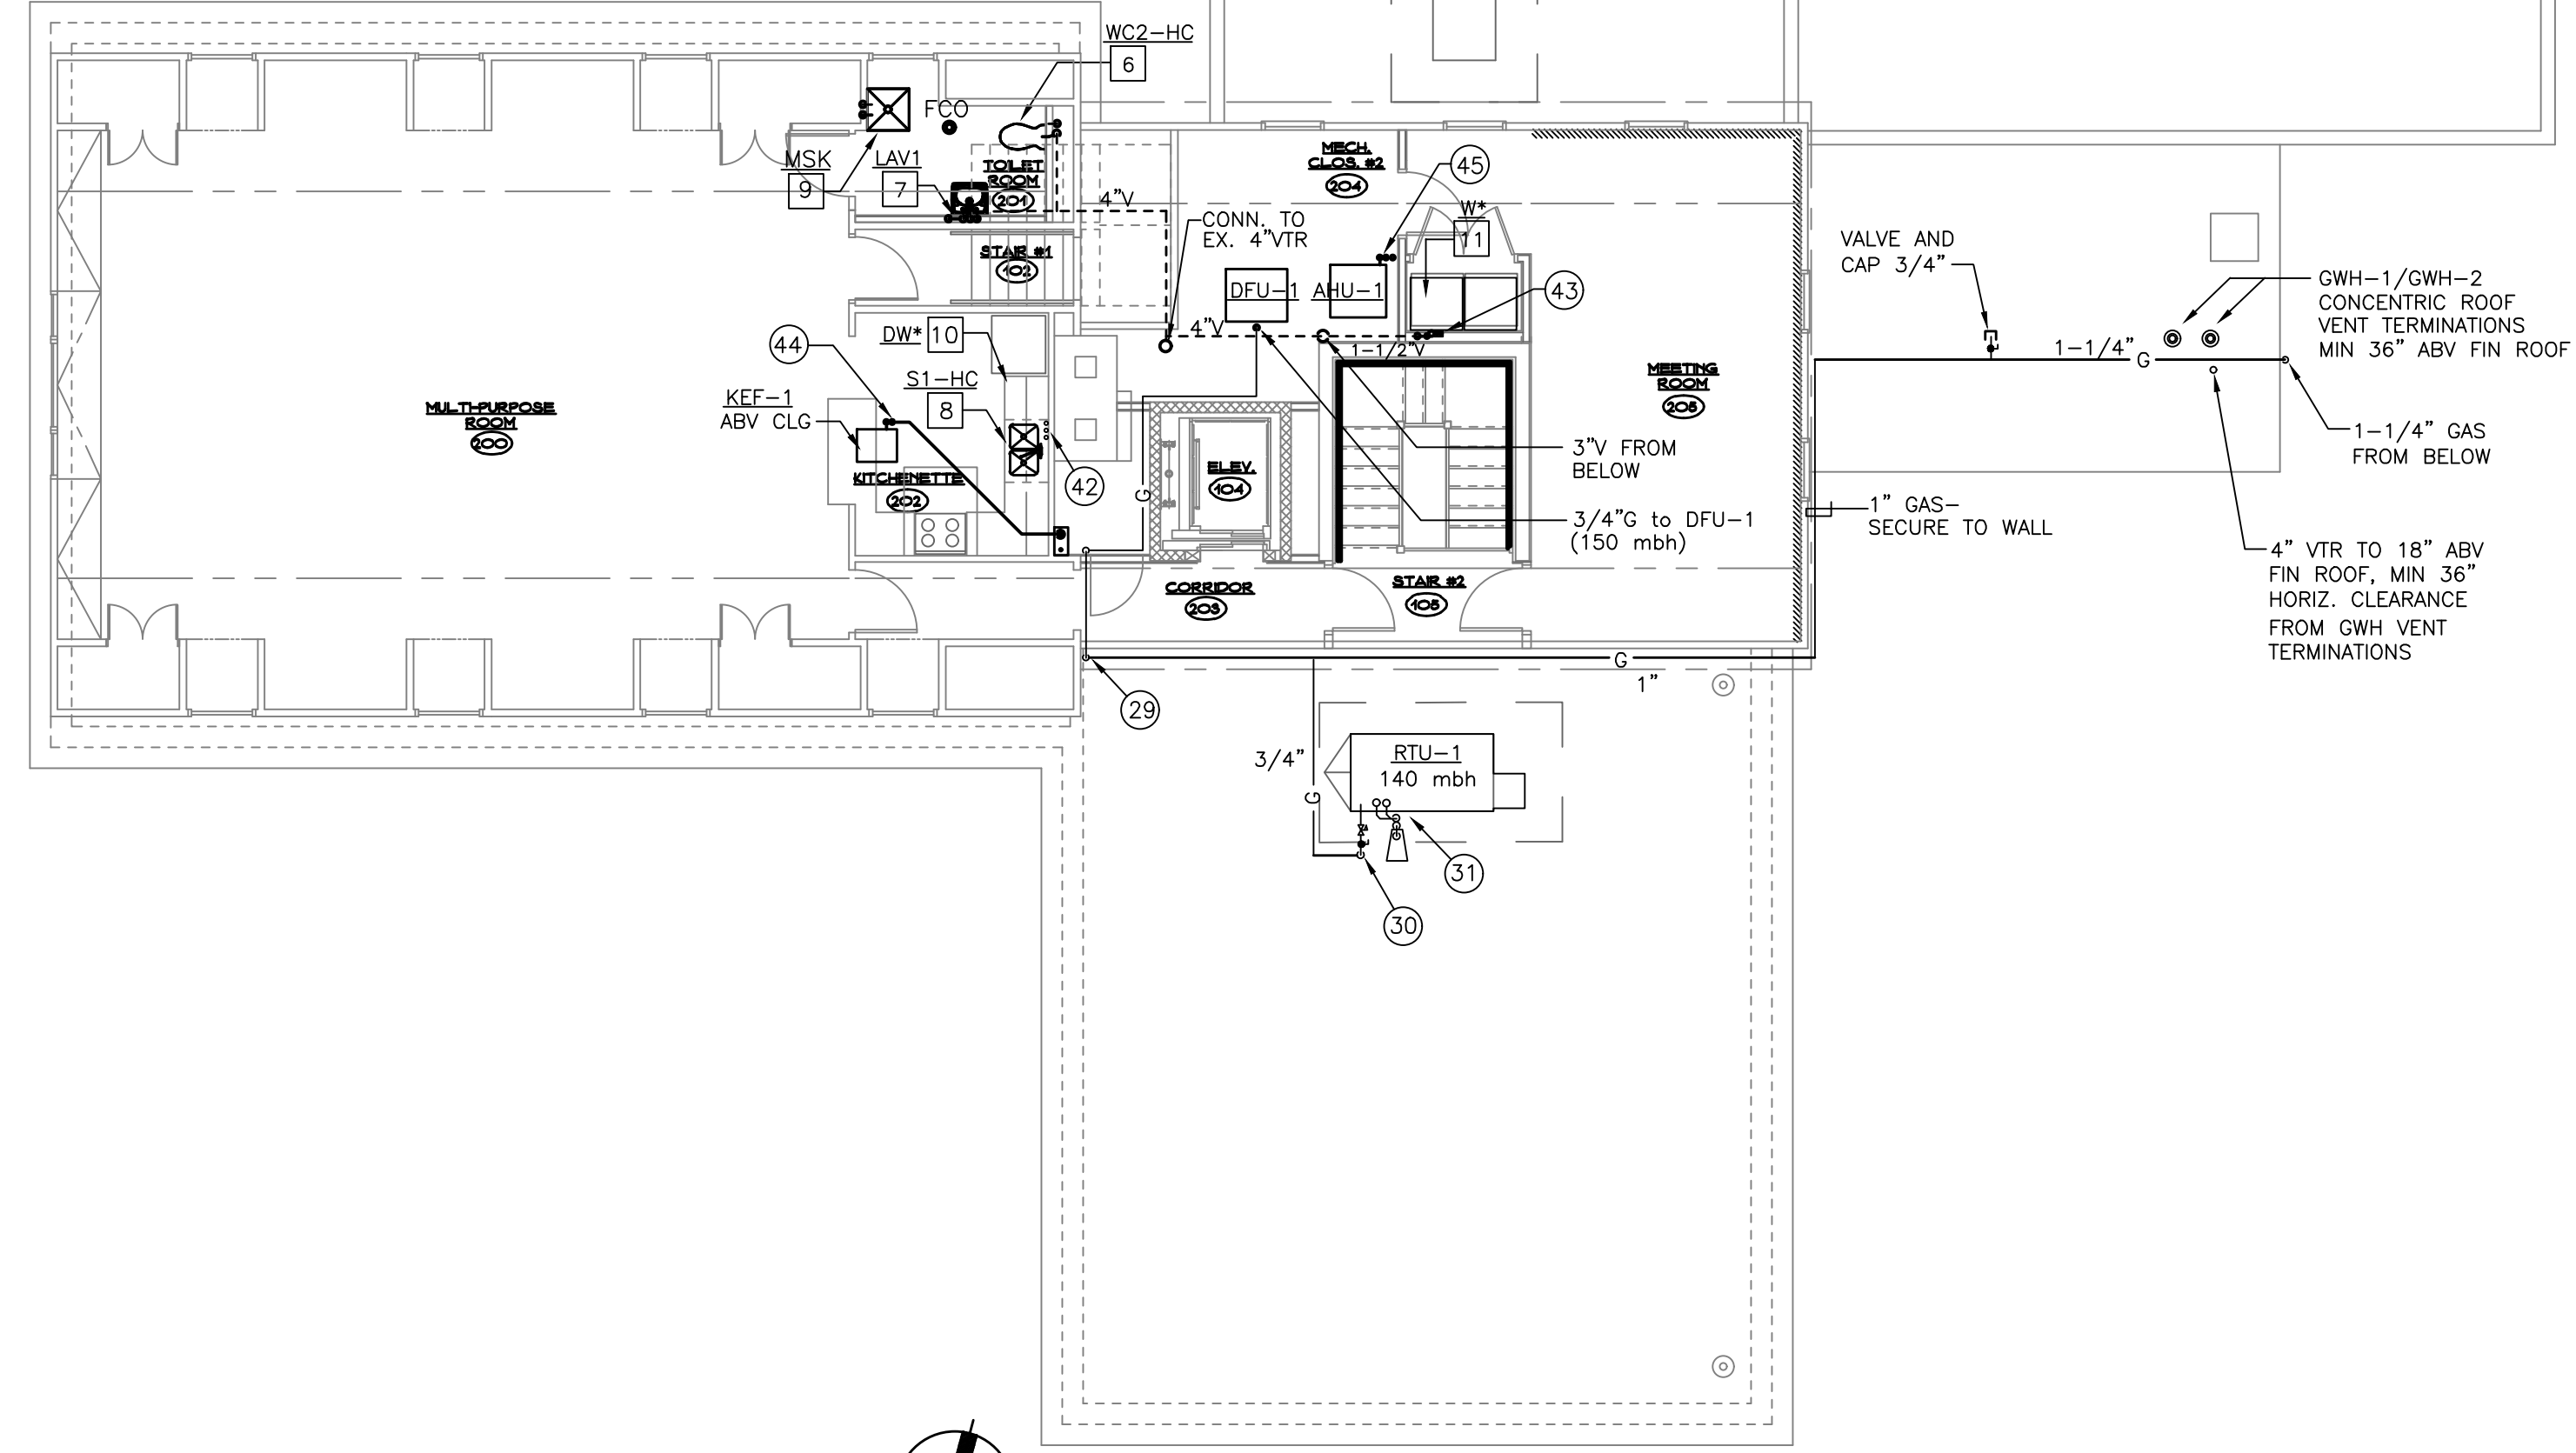 WC2-HC
6
FCO
MSK
9
LAV1
7
TOILET
ROOM
201
4"V
CONN. TO
EX. 4"VTR
MECH.
CLOS. #2
204
45
W*
11
STAIR #1
102
DFU-1
AHU-1
43
VALVE AND
CAP 3/4"
GWH-1/GWH-2
CONCENTRIC ROOF
VENT TERMINATIONS
MIN 36" ABV FIN ROOF
44
DW*
10
4"V
1-1/2"V
1-1/4"
G
S1-HC
8
KEF-1
ABV CLG
MULTI-PURPOSE
ROOM
200
MEETING
ROOM
205
1-1/4" GAS
FROM BELOW
3"V FROM
BELOW
KITCHENETTE
202
42
G
ELEV.
104
3/4"G to DFU-1
(150 mbh)
1" GAS-
SECURE TO WALL
4" VTR TO 18" ABV
FIN ROOF, MIN 36"
HORIZ. CLEARANCE
FROM GWH VENT
TERMINATIONS
CORRIDOR
203
STAIR #2
105
G
1"
29
3/4"
G
RTU-1
140 mbh
31
30